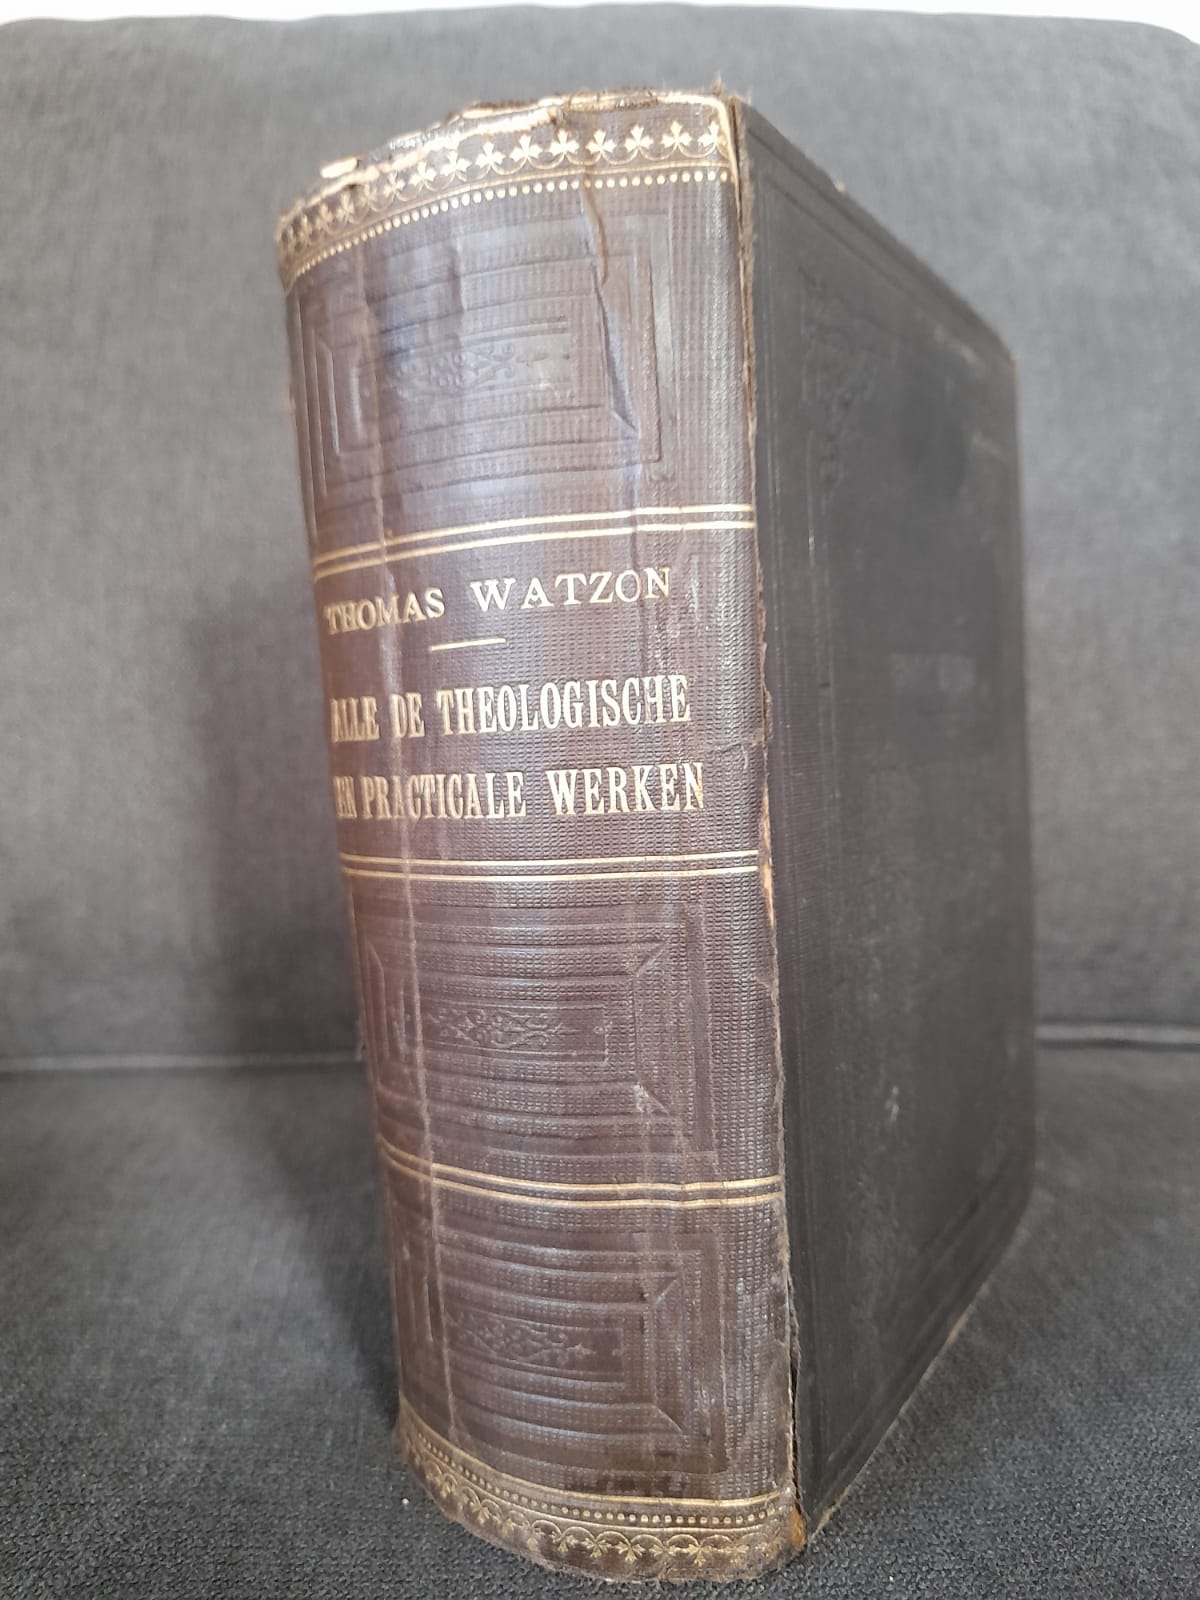 THOMAS WATZON
ALLE DE THEOLOGISCHE
EN PRACTICALE WERKEN